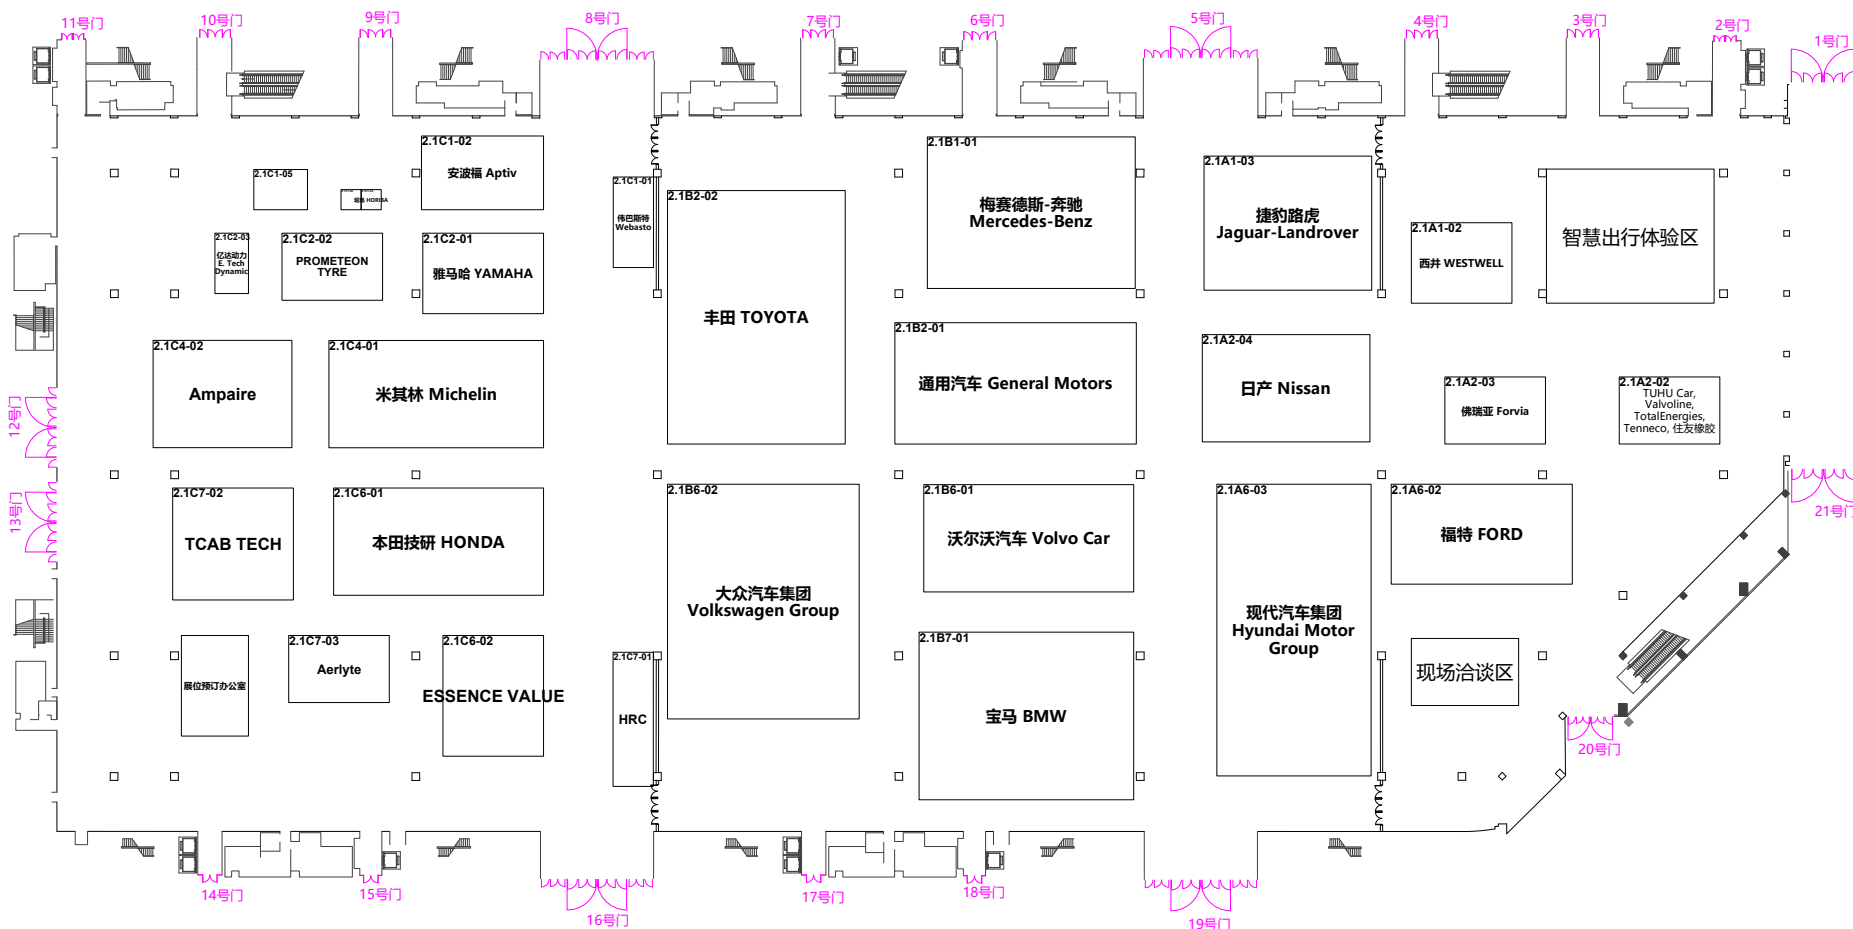 11号门
10号门
9号门
8号门
7号门
6号门
5号门
4号门
3号门
2号门
1号门
2.1C1-02
安波福 Aptiv
2.1C1-05
堀场 HORIBA
2.1C1-01
伟巴斯特
Webasto
2.1B2-02
丰田 TOYOTA
2.1B1-01
梅赛德斯-奔驰
Mercedes-Benz
2.1A1-03
捷豹路虎
Jaguar-Landrover
2.1A1-02
西井 WESTWELL
智慧出行体验区
2.1C2-03
亿达动力
E. Tech
Dynamic
2.1C2-02
PROMETEON
TYRE
2.1C2-01
雅马哈 YAMAHA
2.1C4-02
Ampaire
2.1C4-01
米其林 Michelin
2.1B2-01
通用汽车 General Motors
2.1A2-04
日产 Nissan
2.1A2-03
佛瑞亚 Forvia
2.1A2-02
TUHU Car,
Valvoline,
TotalEnergies,
Tenneco, 住友橡胶
12号门
13号门
21号门
2.1C7-02
TCAB TECH
2.1C6-01
本田技研 HONDA
2.1B6-02
大众汽车集团
Volkswagen Group
2.1B6-01
沃尔沃汽车 Volvo Car
2.1A6-03
现代汽车集团
Hyundai Motor
Group
2.1A6-02
福特 FORD
展位预订办公室
2.1C7-03
Aerlyte
2.1C6-02
ESSENCE VALUE
2.1C7-01
HRC
2.1B7-01
宝马 BMW
现场洽谈区
20号门
14号门
15号门
16号门
17号门
18号门
19号门